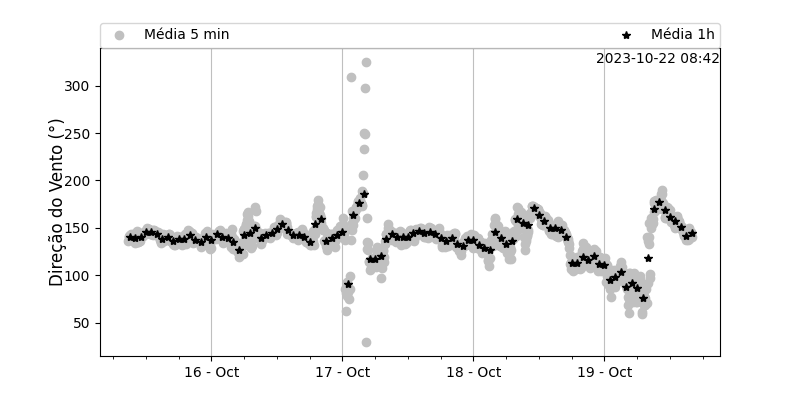 Média 5 min
Média 1h
2023-10-22 08:42
Direção do Vento (°)
300
250
200
150
100
50
16 - Oct
17 - Oct
18 - Oct
19 - Oct